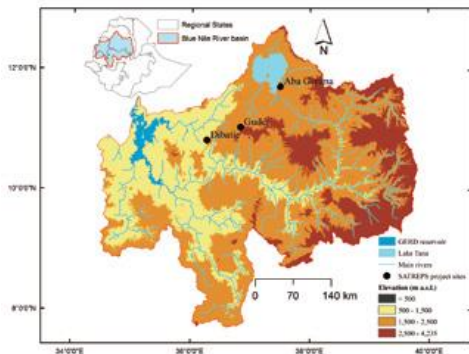 Regional States
Blue Nile River basin
N
12°0'0"N
10°0'0"N
8°0'0"N
Aba Gerima
Guder
Dibatie
GERD reservoir
Lake Tana
Main rivers
SATREPS project sites
Elevation (m a.s.l.)
< 500
500 - 1,500
1,500 - 2,500
2,500 - 4,235
0 70 140 km
34°0'0"E 36°0'0"E 38°0'0"E 40°0'0"E